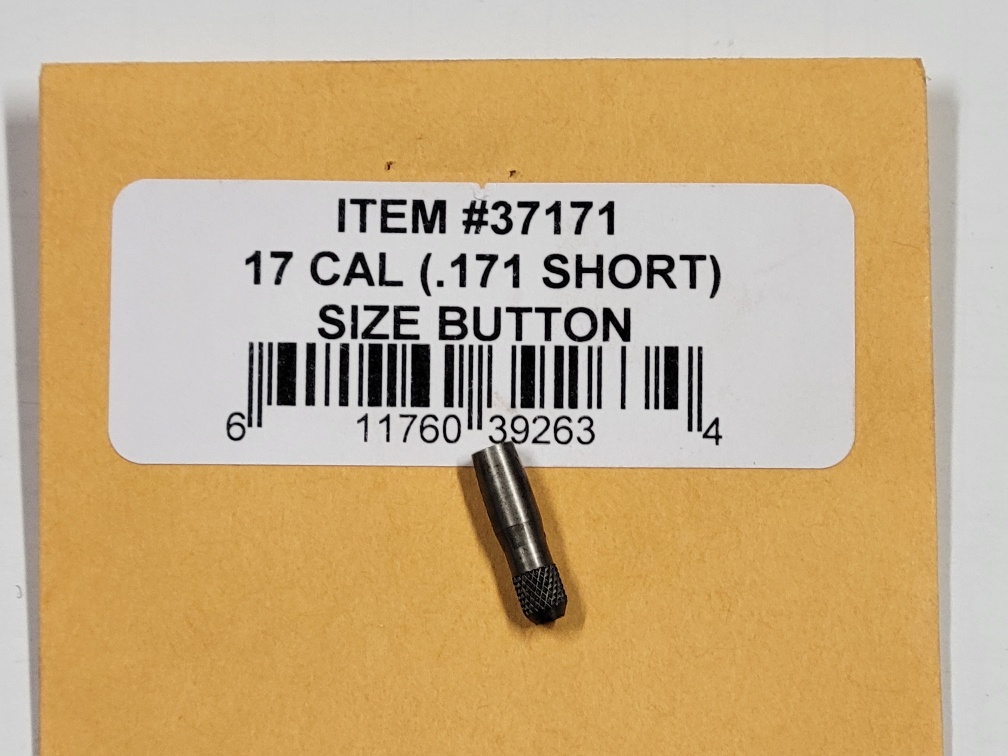 ITEM #37171
17 CAL (.171 SHORT)
SIZE BUTTON
6 11760 39263 4